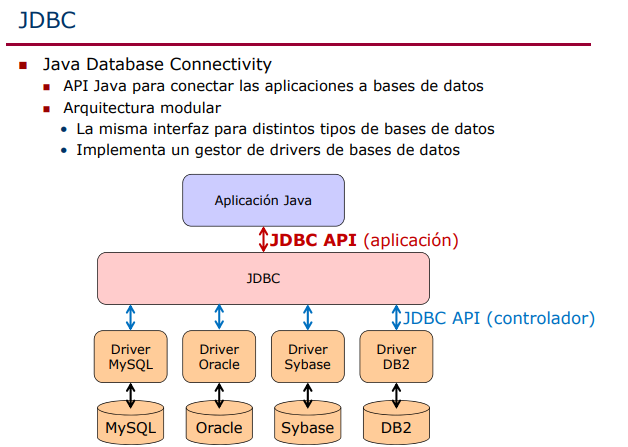 JDBC
Java Database Connectivity
API Java para conectar las aplicaciones a bases de datos
Arquitectura modular
La misma interfaz para distintos tipos de bases de datos
Implementa un gestor de drivers de bases de datos
Aplicación Java
JDBC API (aplicación)
JDBC
JDBC API (controlador)
Driver
MySQL
Driver
Oracle
Driver
Sybase
Driver
DB2
MySQL
Oracle
Sybase
DB2